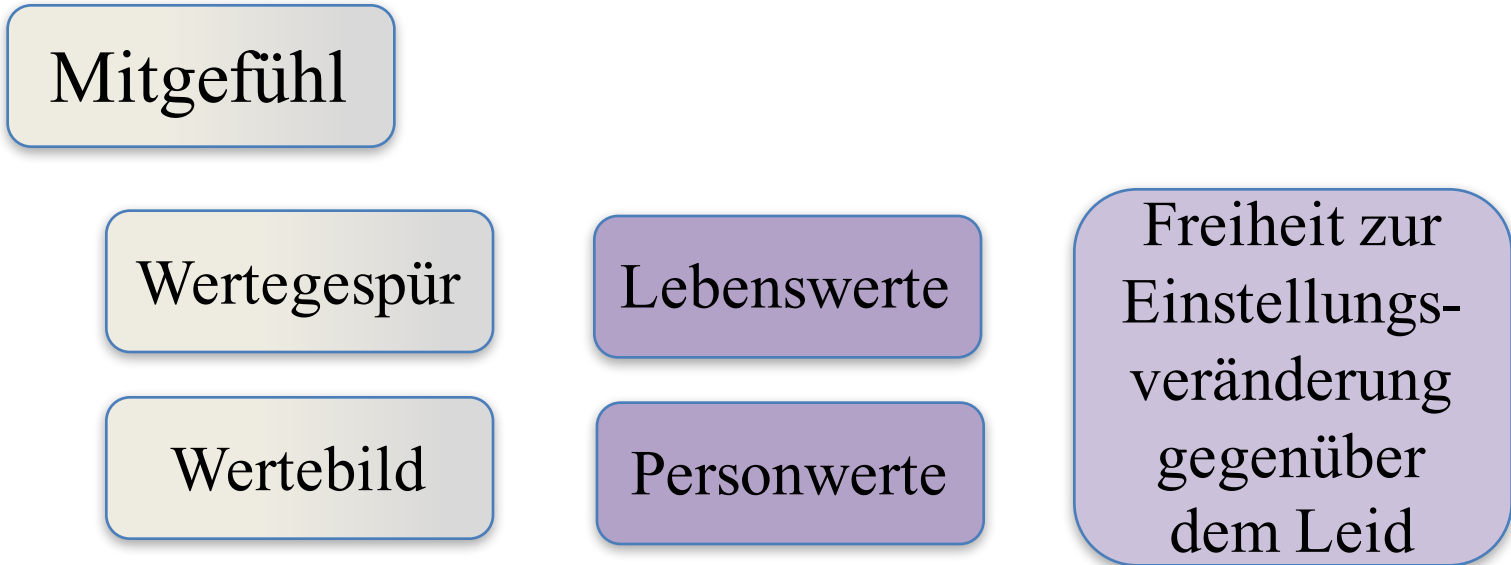 Mitgefühl
Wertegespür
Lebenswerte
Wertebild
Personwerte
Freiheit zur
Einstellungs-
veränderung
gegenüber
dem Leid